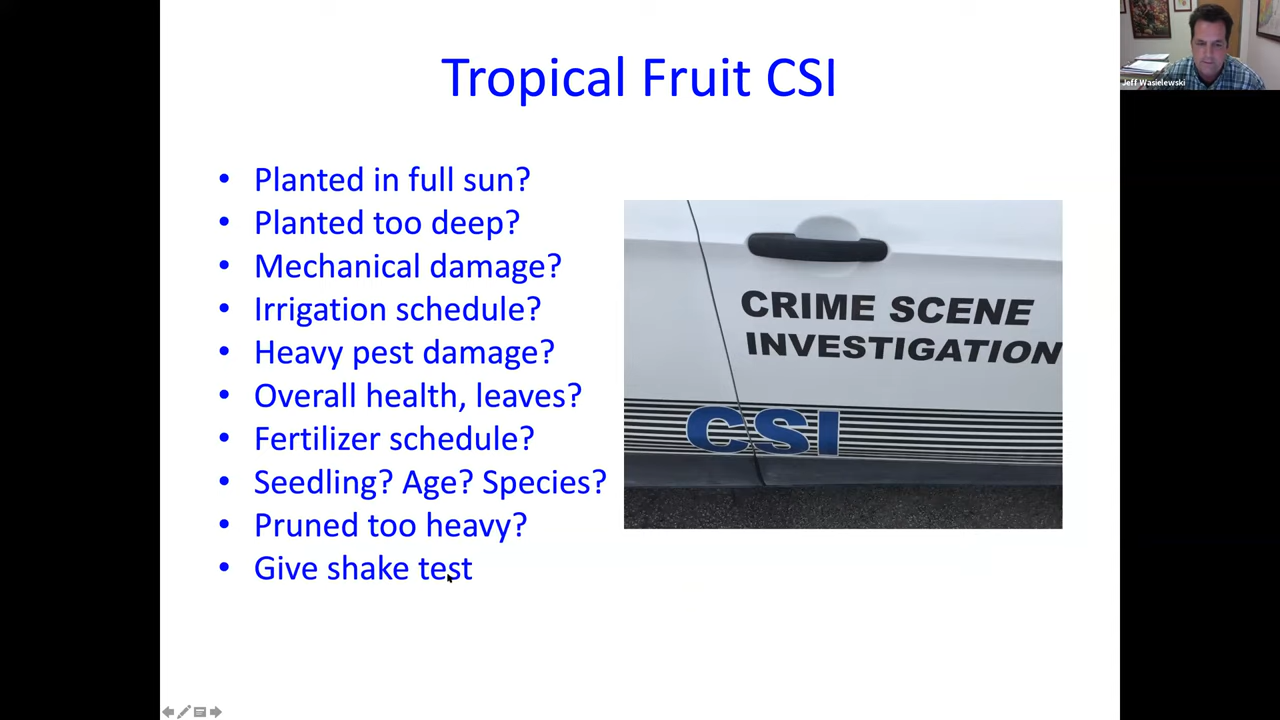 Tropical Fruit CSI
Jeff Wasielewski
• Planted in full sun?
• Planted too deep?
• Mechanical damage?
• Irrigation schedule?
• Heavy pest damage?
• Overall health, leaves?
• Fertilizer schedule?
• Seedling? Age? Species?
• Pruned too heavy?
• Give shake test
CRIME SCENE
INVESTIGATION
CSI